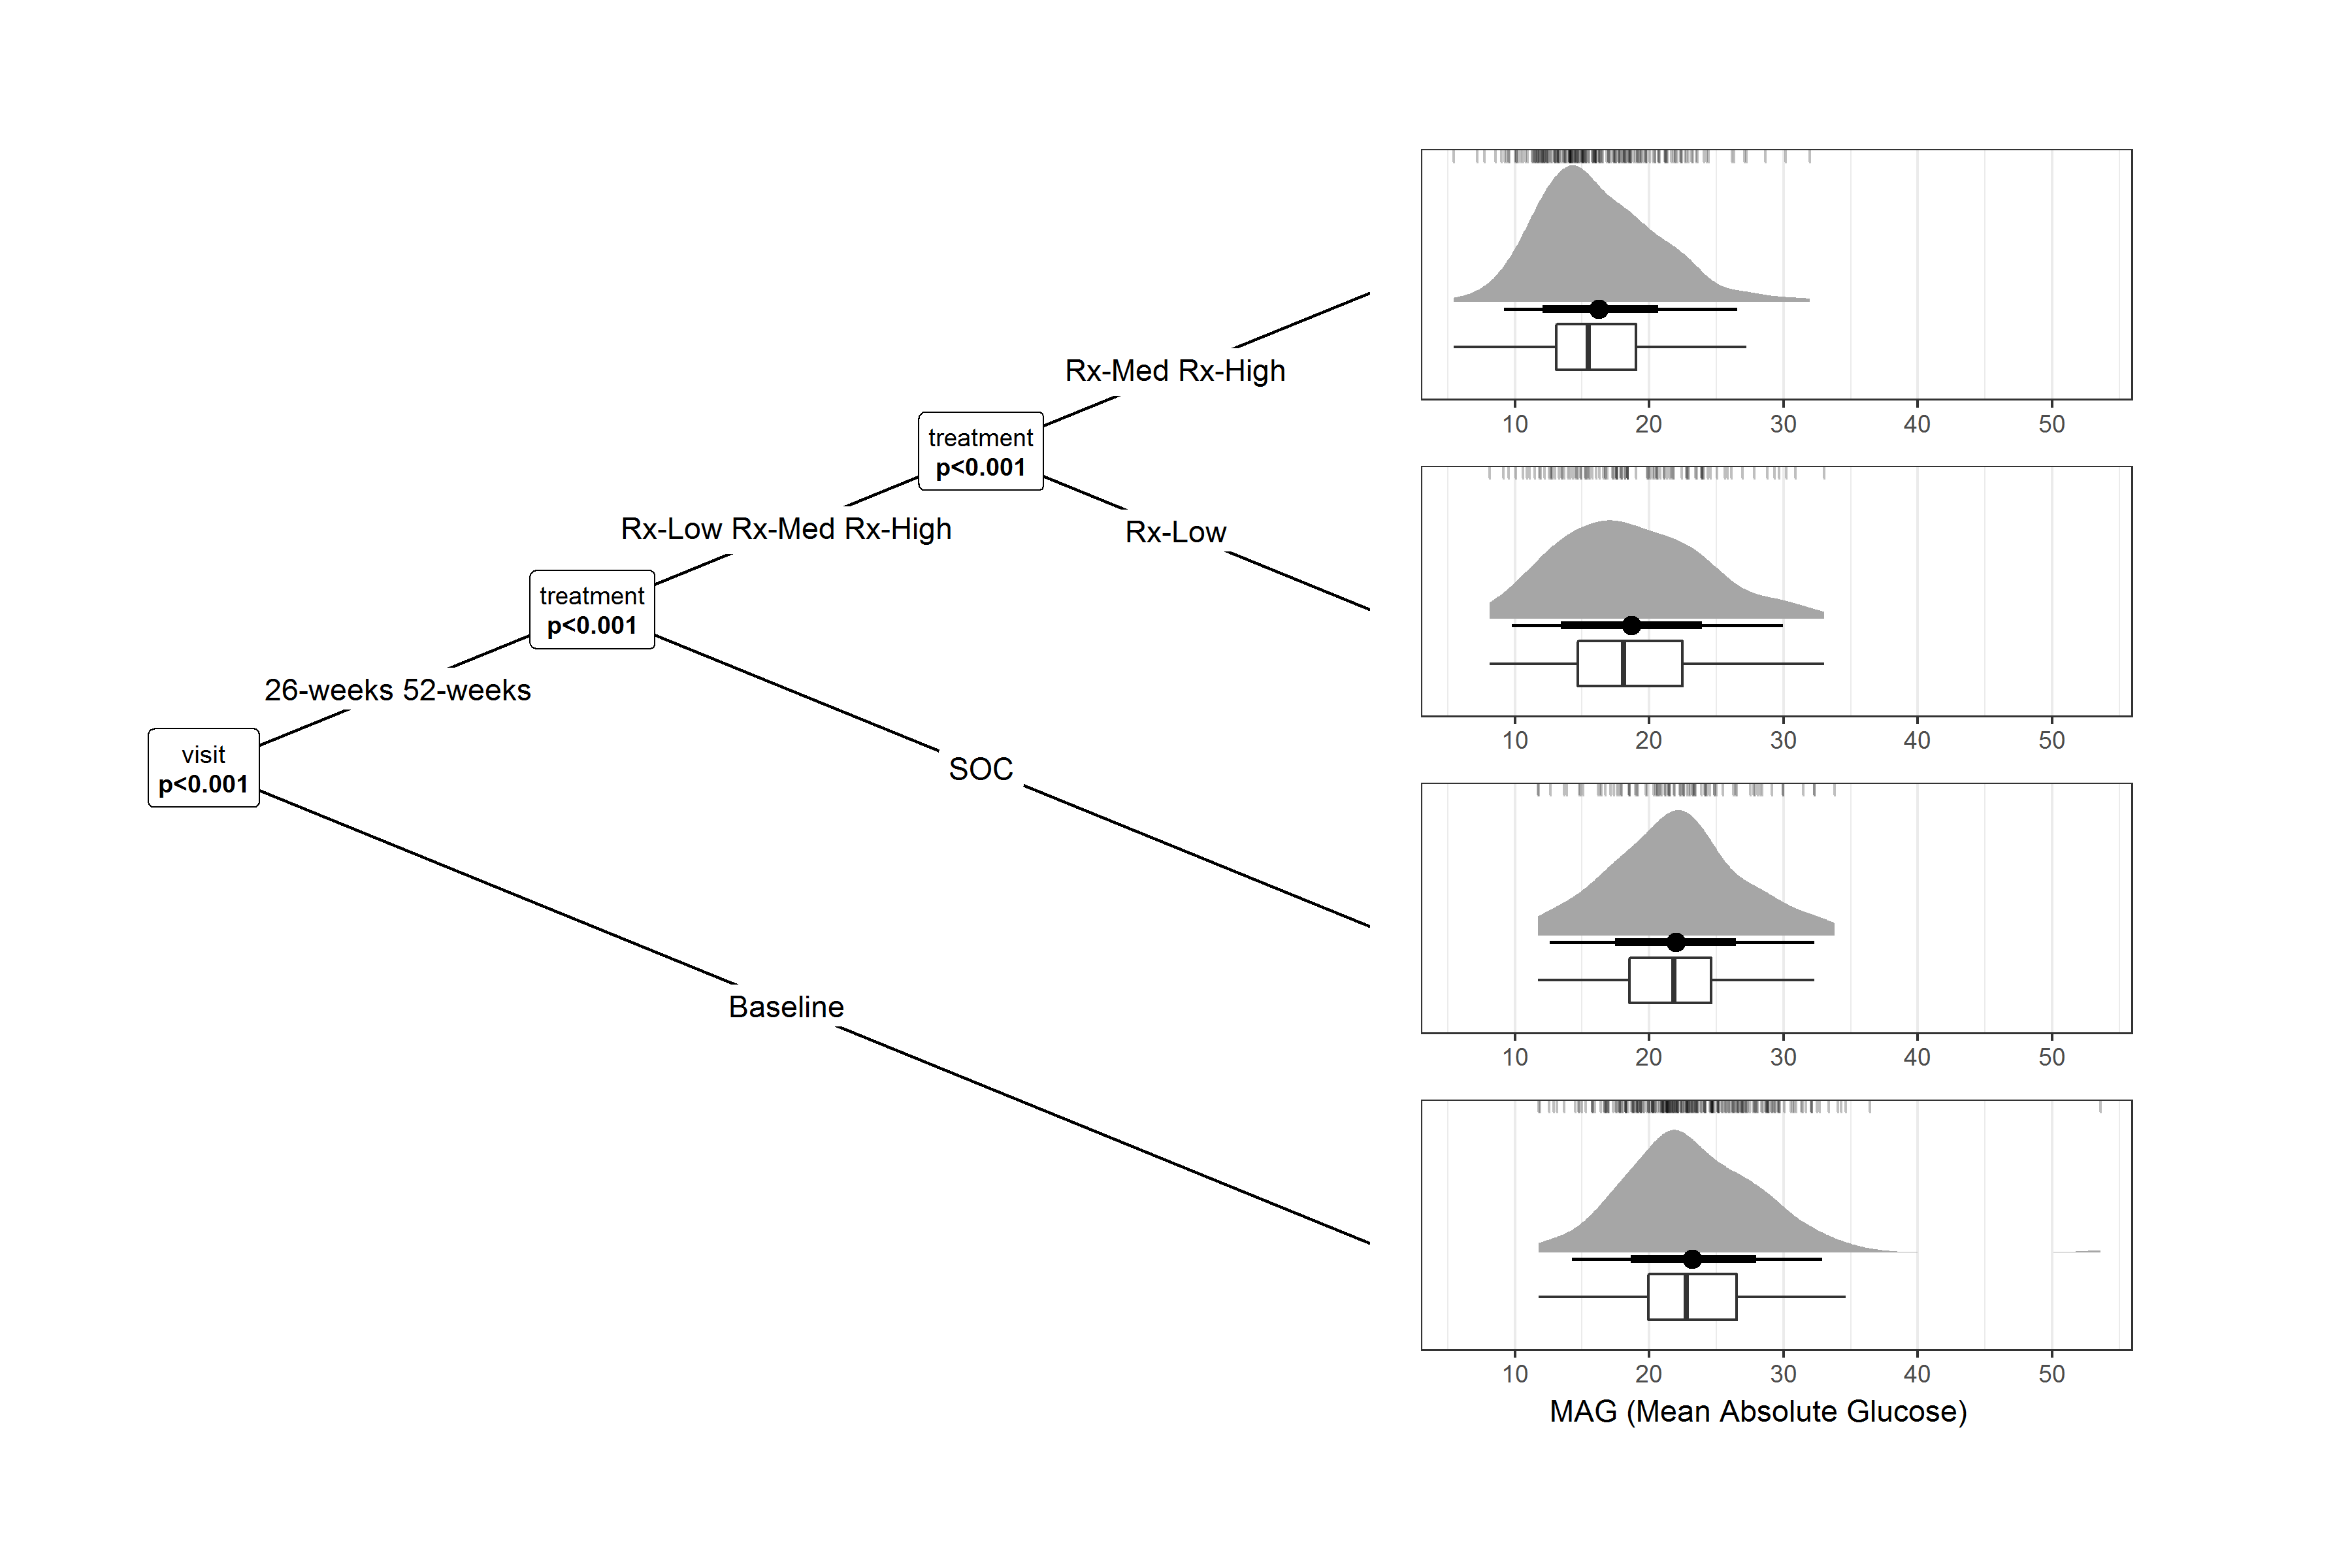 Rx-Med Rx-High
10 20 30 40 50
treatment
p<0.001
Rx-Low Rx-Med Rx-High
Rx-Low
treatment
p<0.001
26-weeks 52-weeks
10 20 30 40 50
visit
p<0.001
SOC
Baseline
10 20 30 40 50
10 20 30 40 50
MAG (Mean Absolute Glucose)